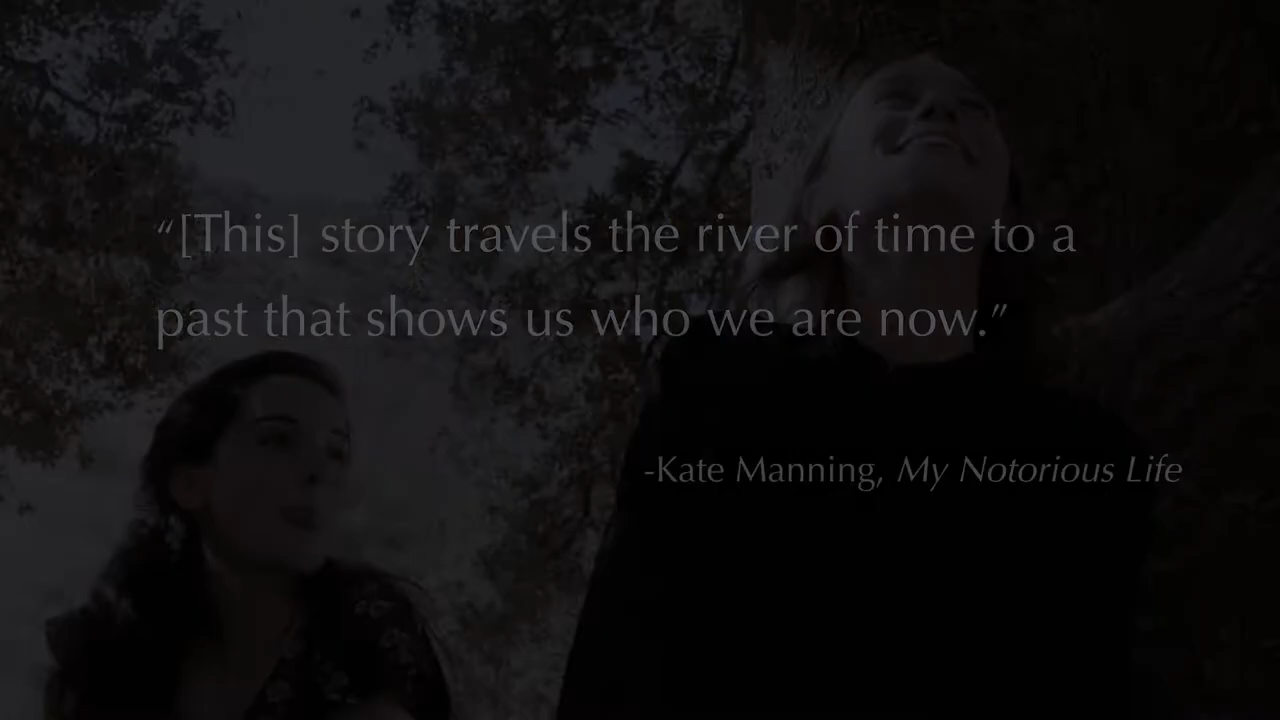 “[This] story travels the river of time to a
past that shows us who we are now.”
-Kate Manning, My Notorious Life